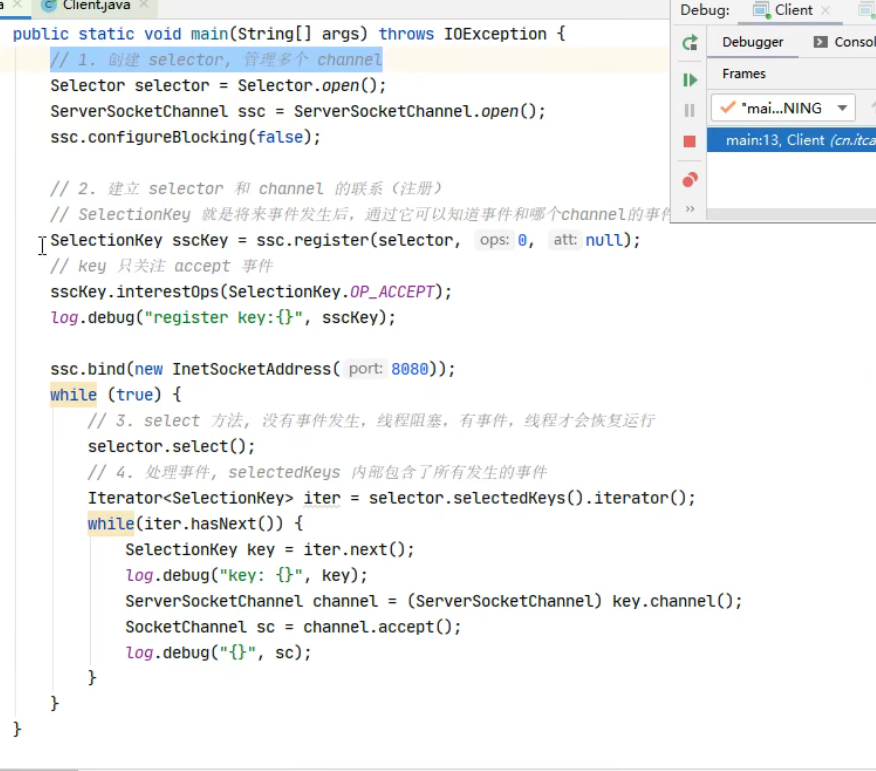 a
Client.java
Debug:
Client
Debugger
Consol
Frames
"mai...NING
main:13, Client (cn.itca
public static void main(String[] args) throws IOException {
// 1. 创建 selector, 管理多个 channel
Selector selector = Selector.open();
ServerSocketChannel ssc = ServerSocketChannel.open();
ssc.configureBlocking(false);
// 2. 建立 selector 和 channel 的联系（注册）
// SelectionKey 就是将来事件发生后，通过它可以知道事件和哪个channel的事件
SelectionKey sscKey = ssc.register(selector, ops: 0, att: null);
// key 只关注 accept 事件
sscKey.interestOps(SelectionKey.OP_ACCEPT);
log.debug("register key:{}", sscKey);
ssc.bind(new InetSocketAddress( port: 8080));
while (true) {
// 3. select 方法, 没有事件发生，线程阻塞，有事件，线程才会恢复运行
selector.select();
// 4. 处理事件, selectedKeys 内部包含了所有发生的事件
Iterator<SelectionKey> iter = selector.selectedKeys().iterator();
while(iter.hasNext()) {
SelectionKey key = iter.next();
log.debug("key: {}", key);
ServerSocketChannel channel = (ServerSocketChannel) key.channel();
SocketChannel sc = channel.accept();
log.debug("{}", sc);
}
}
}